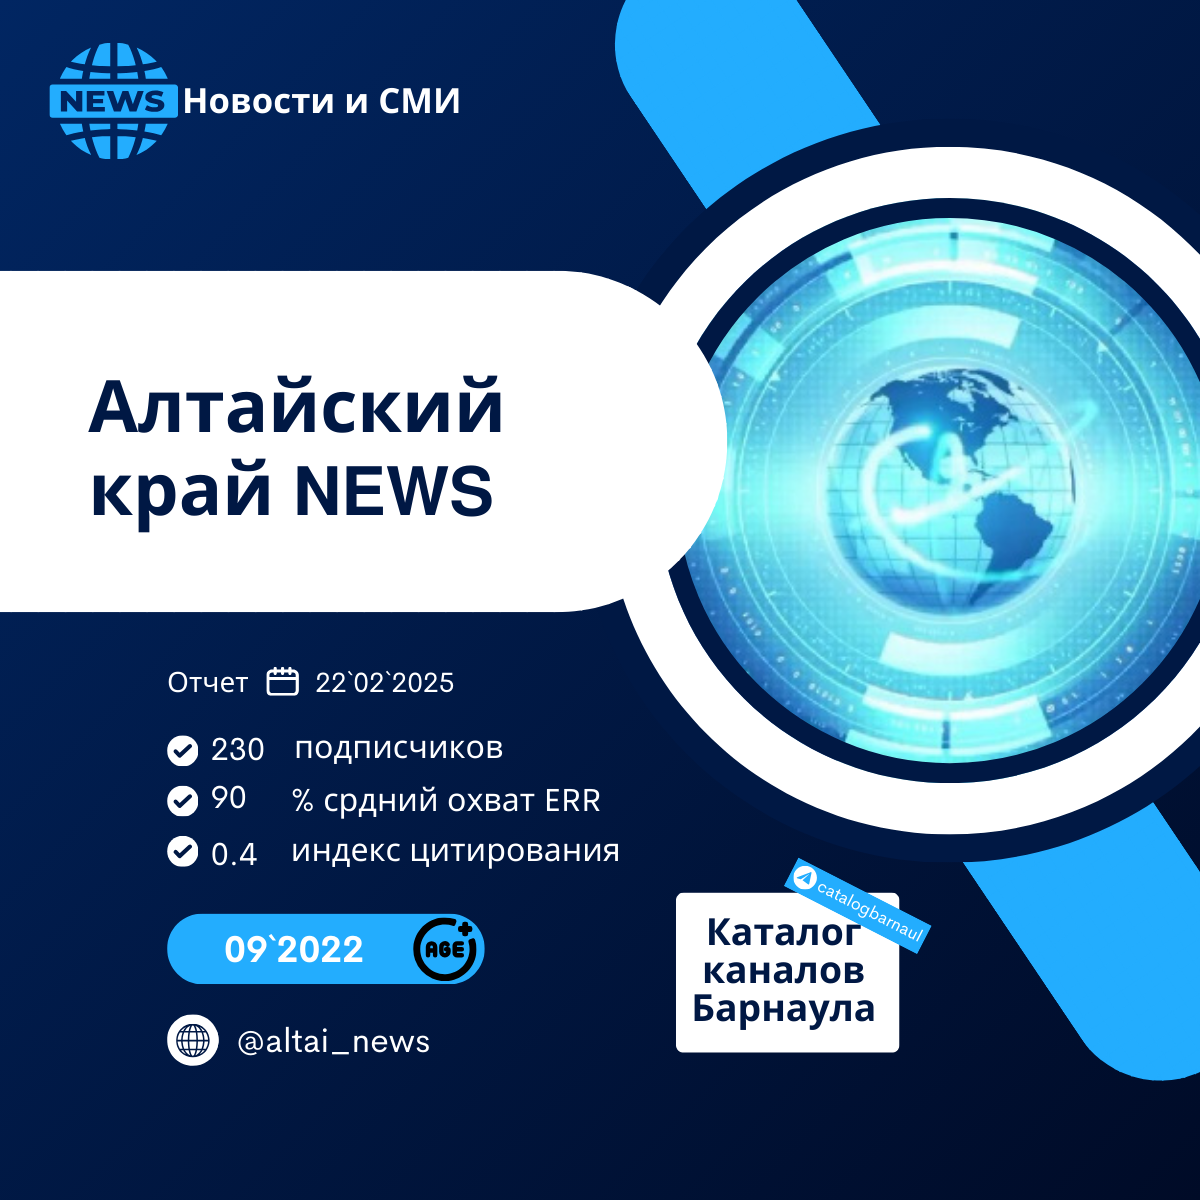 NEWS
Новости и СМИ
Алтайский
край NEWS
Отчет 22`02`2025
230 подписчиков
90 % срдний охват ERR
0.4 индекс цитирования
09`2022 AGE+
@altai_news
catalogbarnaul
Каталог
каналов
Барнаула